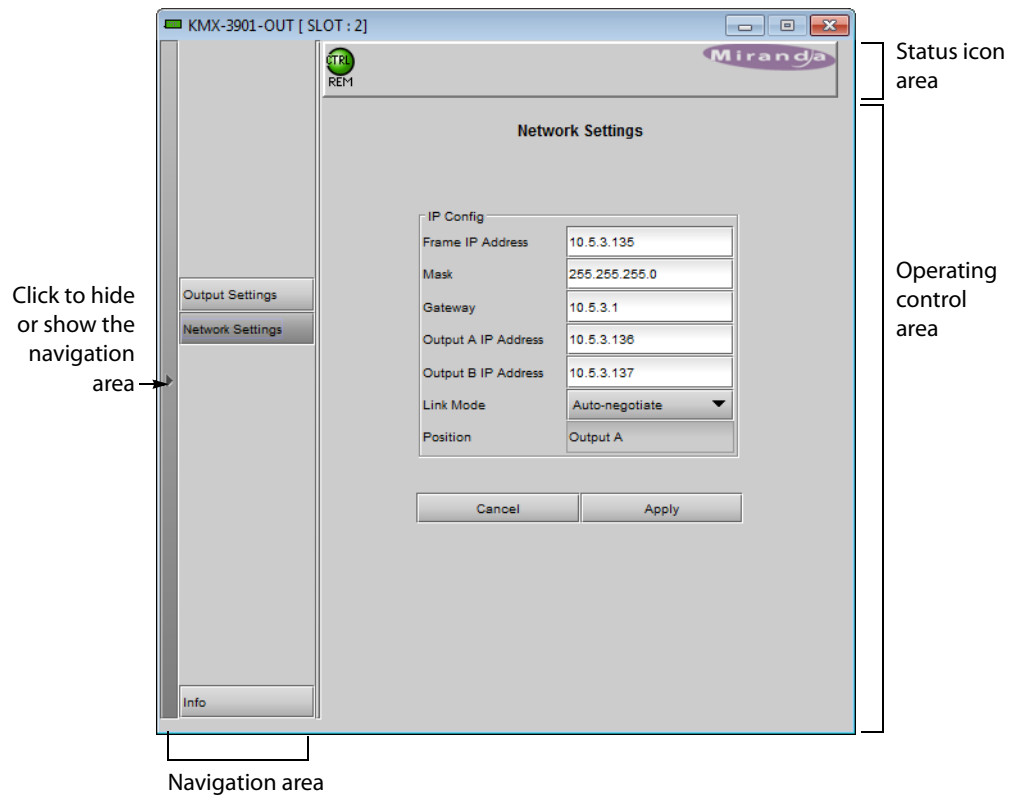 KMX-3901-OUT [ SLOT : 2]
CTRL
REM
Miranda
Status icon
area
Network Settings
IP Config
Frame IP Address 10.5.3.135
Mask 255.255.255.0
Gateway 10.5.3.1
Output A IP Address 10.5.3.136
Output B IP Address 10.5.3.137
Link Mode Auto-negotiate
Position Output A
Cancel Apply
Output Settings
Network Settings
Info
Click to hide
or show the
navigation
area
Operating
control
area
Navigation area